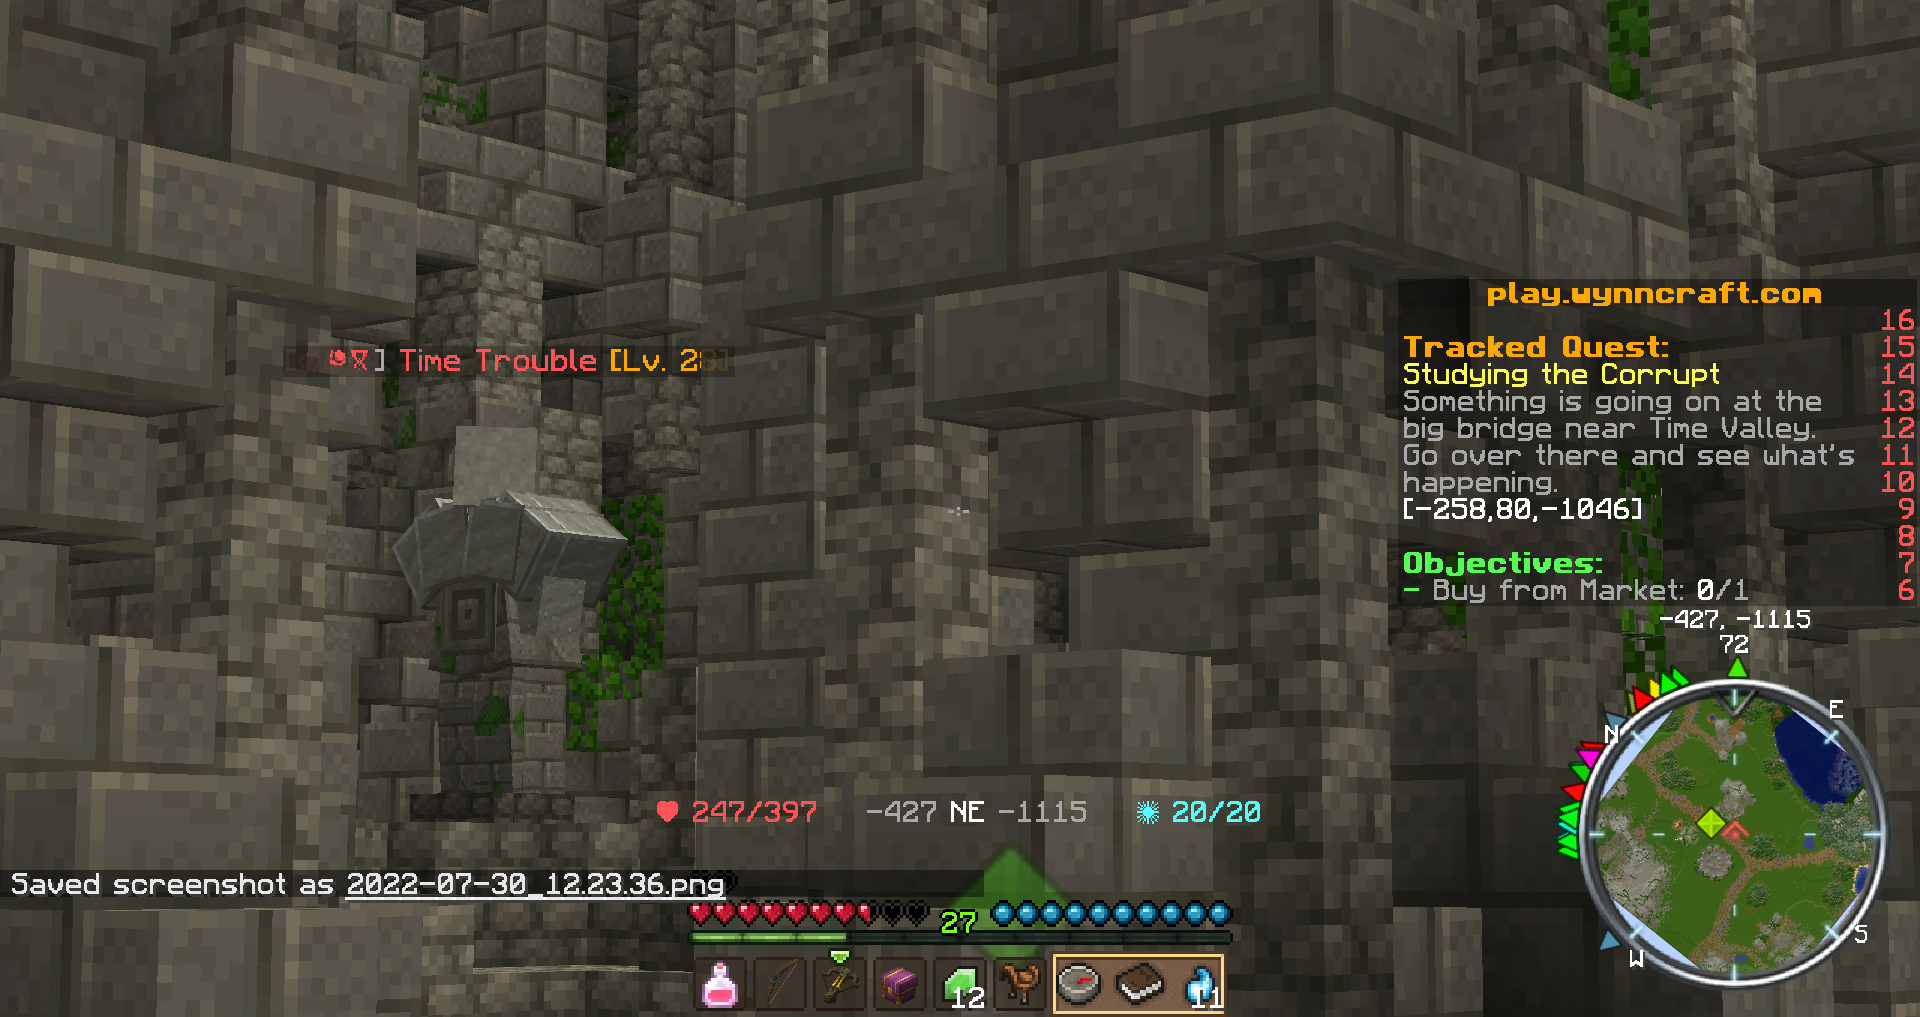 play.wynncraft.com
16
Tracked Quest: 15
Studying the Corrupt 14
Something is going on at the 13
big bridge near Time Valley. 12
Go over there and see what's 11
happening. 10
[-258,80,-1046] 9
8
Objectives: 7
- Buy from Market: 0/1 6
] Time Trouble [Lv. 28]
-427, -1115
72
N
E
S
W
247/397 -427 NE -1115 20/20
Saved screenshot as 2022-07-30_12.23.36.png
27
12
11